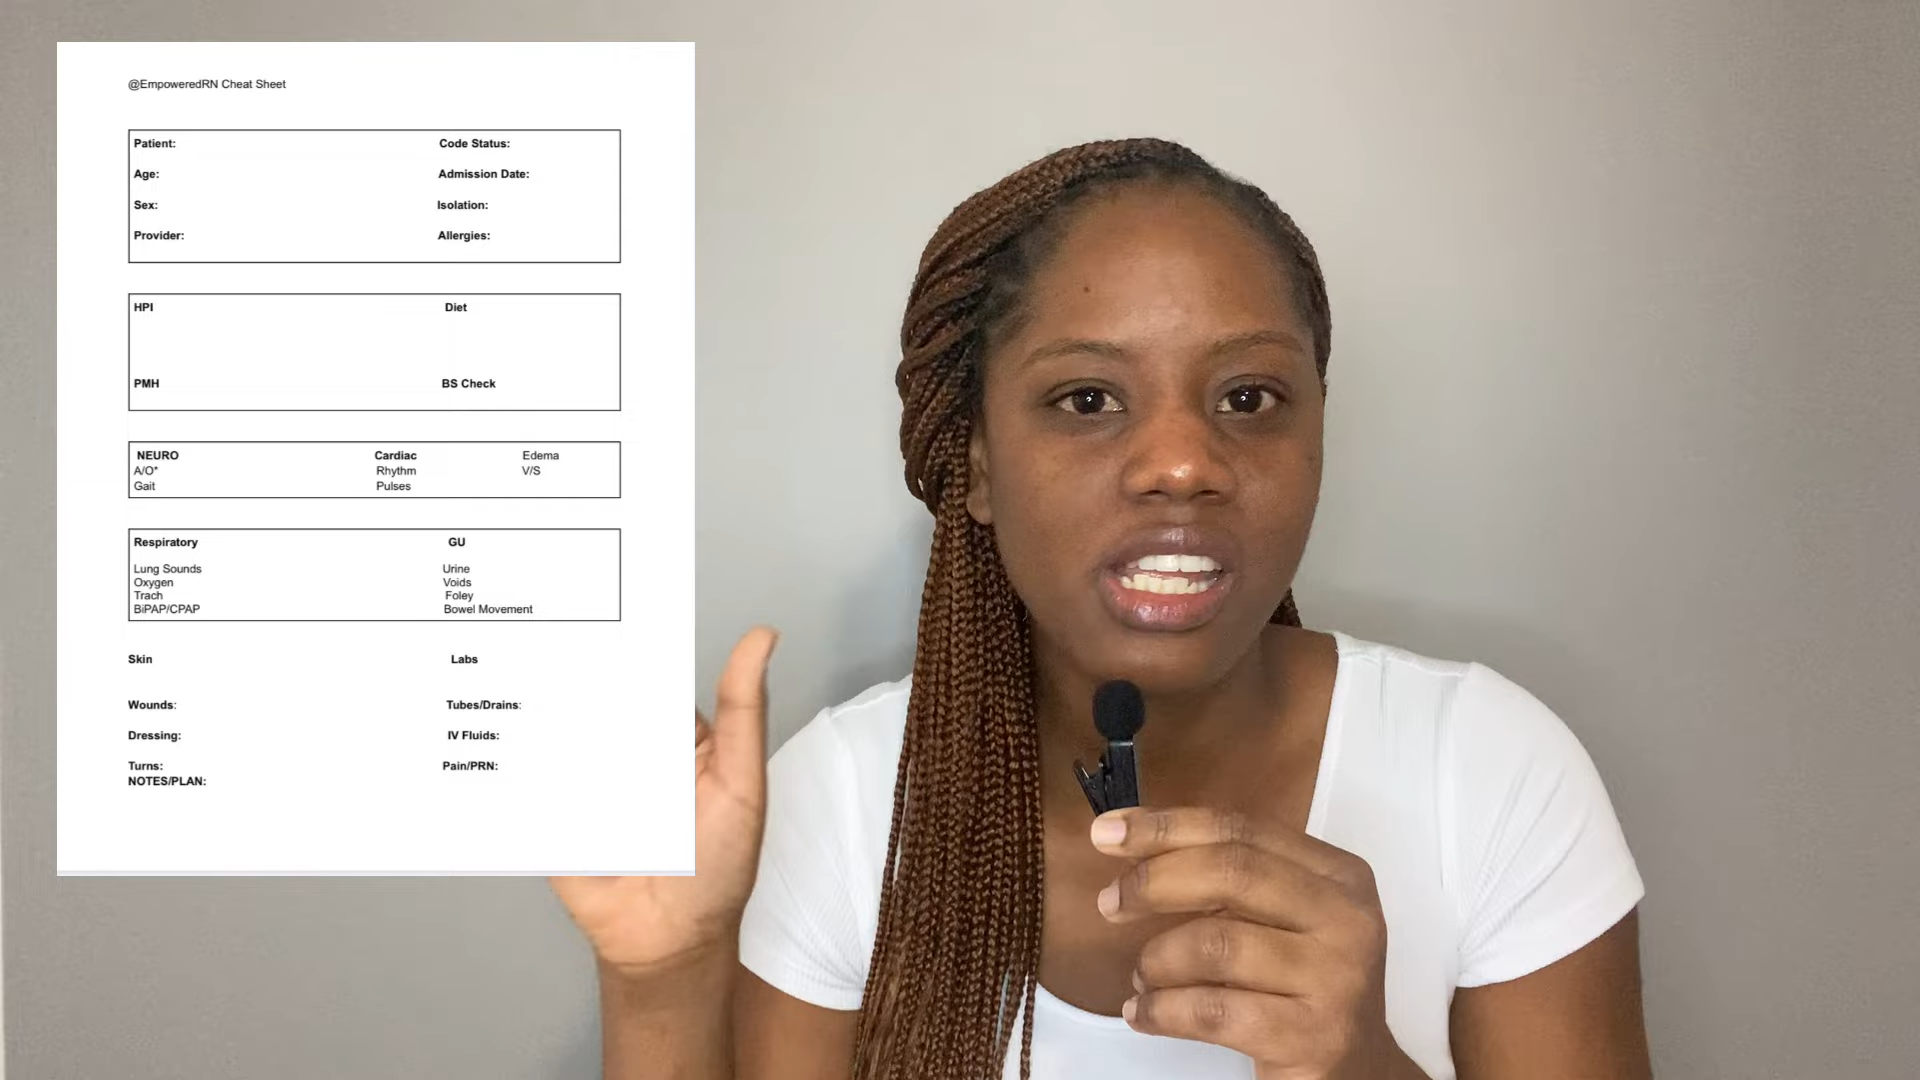 @EmpoweredRN Cheat Sheet
Patient: Code Status:
Age: Admission Date:
Sex: Isolation:
Provider: Allergies:
HPI Diet
PMH BS Check
NEURO Cardiac Edema
A/O* Rhythm V/S
Gait Pulses
Respiratory GU
Lung Sounds Urine
Oxygen Voids
Trach Foley
BiPAP/CPAP Bowel Movement
Skin Labs
Wounds: Tubes/Drains:
Dressing: IV Fluids:
Turns: Pain/PRN:
NOTES/PLAN: